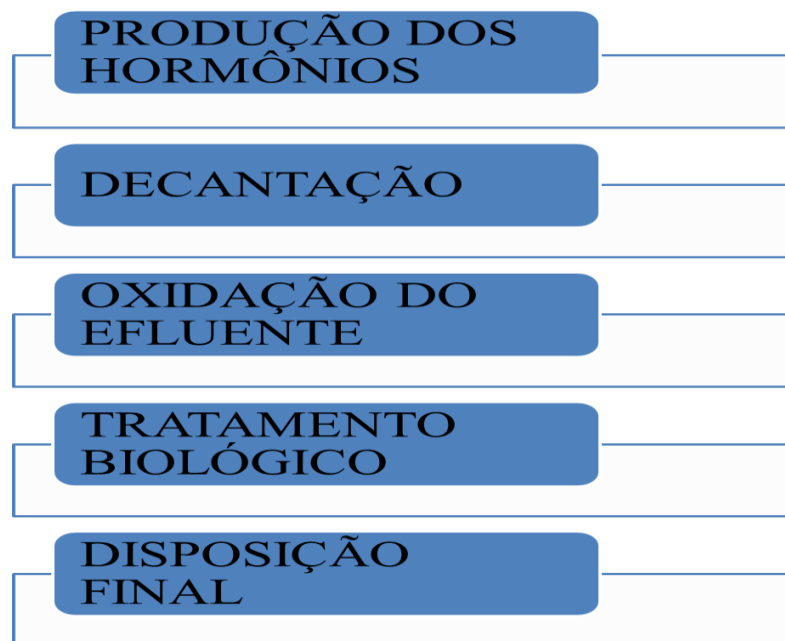 PRODUÇÃO DOS
HORMÔNIOS
DECANTAÇÃO
OXIDAÇÃO DO
EFLUENTE
TRATAMENTO
BIOLÓGICO
DISPOSIÇÃO
FINAL